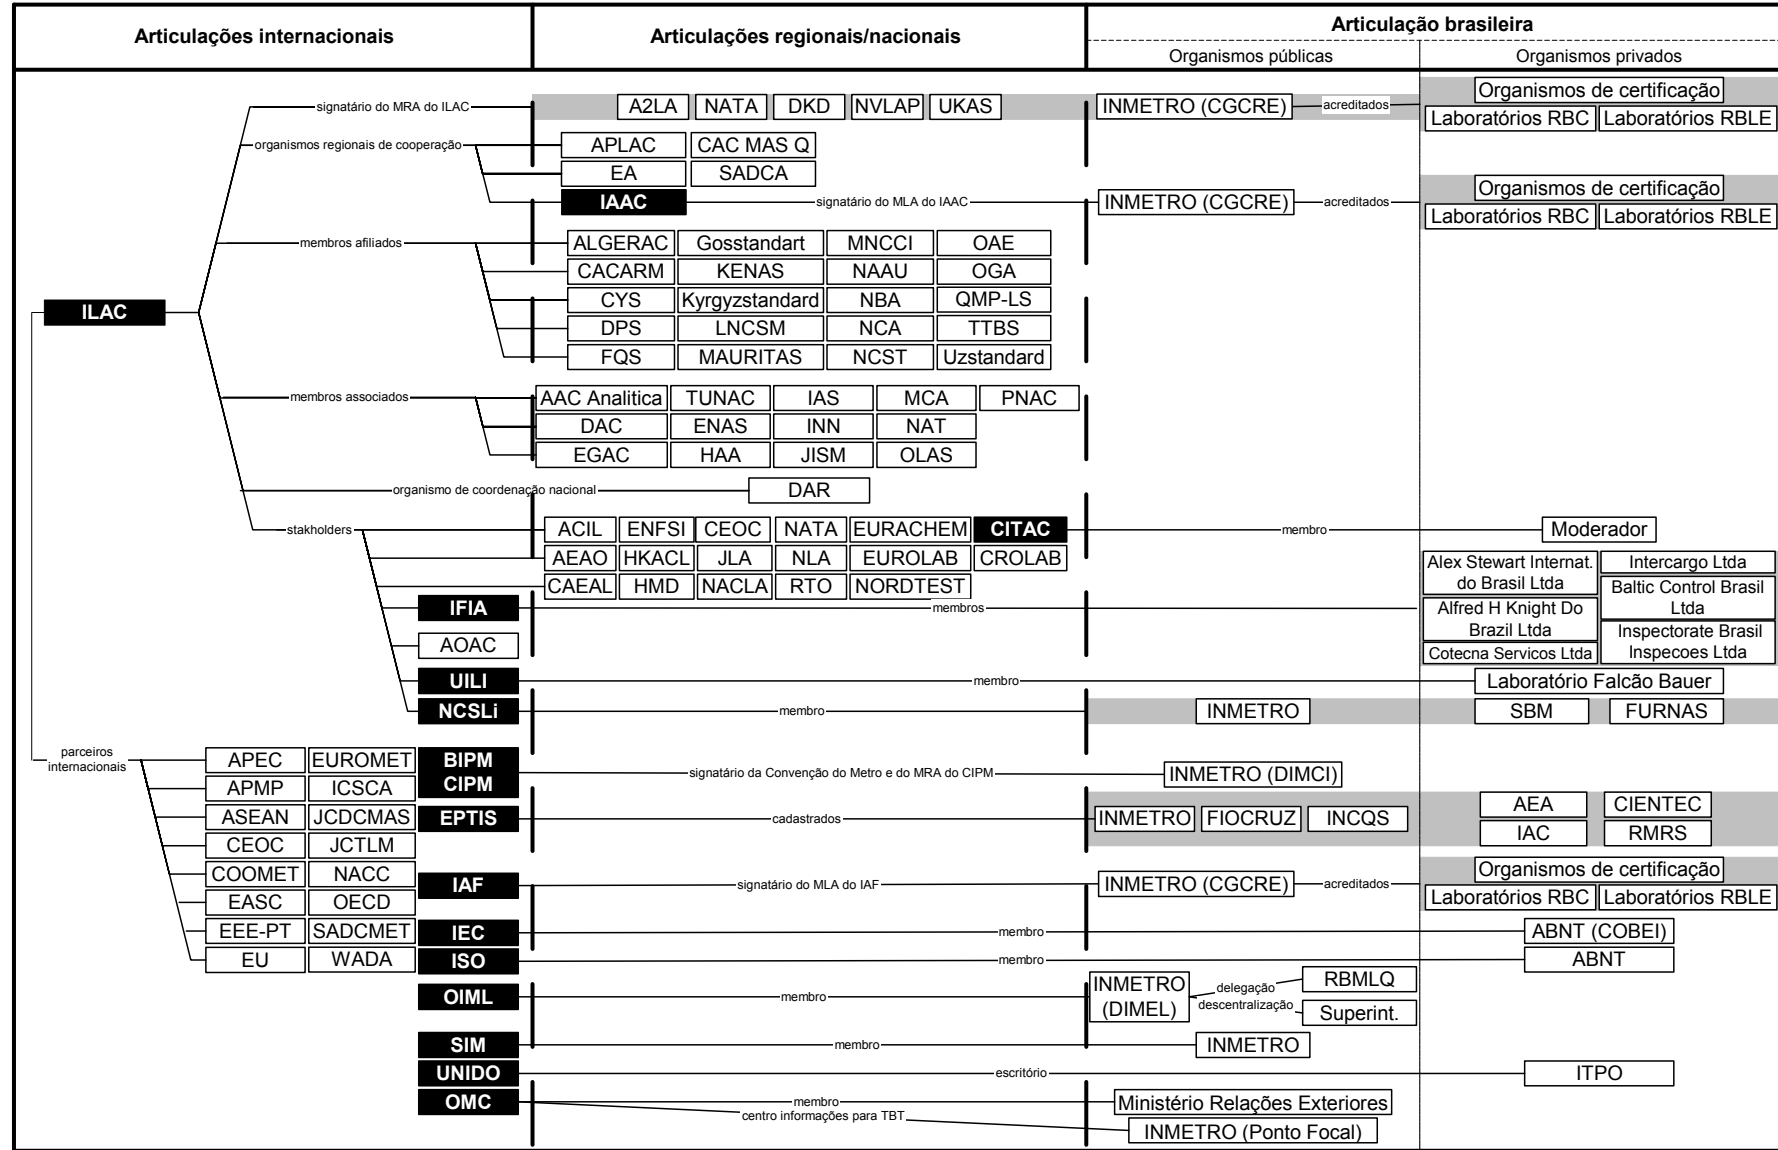 Articulações internacionais
Articulações regionais/nacionais
Articulação brasileira
Organismos públicas
Organismos privados
signatário do MRA do ILAC
A2LA
NATA
DKD
NVLAP
UKAS
INMETRO (CGCRE)
acreditados
Organismos de certificação
Laboratórios RBC
Laboratórios RBLE
organismos regionais de cooperação
APLAC
CAC MAS Q
EA
SADCA
IAAC
signatário do MLA do IAAC
INMETRO (CGCRE)
acreditados
Organismos de certificação
Laboratórios RBC
Laboratórios RBLE
membros afiliados
ALGERAC
Gosstandart
MNCCI
OAE
CACARM
KENAS
NAAU
OGA
CYS
Kyrgyzstandard
NBA
QMP-LS
DPS
LNCSM
NCA
TTBS
FQS
MAURITAS
NCST
Uzstandard
ILAC
membros associados
AAC Analitica
TUNAC
IAS
MCA
PNAC
DAC
ENAS
INN
NAT
EGAC
HAA
JISM
OLAS
organismo de coordenação nacional
DAR
stakholders
ACIL
ENFSI
CEOC
NATA
EURACHEM
CITAC
membro
Moderador
AEAO
HKACL
JLA
NLA
EUROLAB
CROLAB
CAEAL
HMD
NACLA
RTO
NORDTEST
IFIA
membros
Alex Stewart Internat.
do Brasil Ltda
Intercargo Ltda
Baltic Control Brasil
Ltda
Alfred H Knight Do
Brazil Ltda
Inspectorate Brasil
Inspecoes Ltda
Cotecna Servicos Ltda
AOAC
UILI
membro
Laboratório Falcão Bauer
NCSLi
membro
INMETRO
SBM
FURNAS
parceiros
internacionais
APEC
EUROMET
BIPM
CIPM
signatário da Convenção do Metro e do MRA do CIPM
INMETRO (DIMCI)
APMP
ICSCA
ASEAN
JCDCMAS
EPTIS
cadastrados
INMETRO
FIOCRUZ
INCQS
AEA
CIENTEC
IAC
RMRS
CEOC
JCTLM
COOMET
NACC
IAF
signatário do MLA do IAF
INMETRO (CGCRE)
acreditados
Organismos de certificação
Laboratórios RBC
Laboratórios RBLE
EASC
OECD
EEE-PT
SADCMET
IEC
membro
ABNT (COBEI)
EU
WADA
ISO
membro
ABNT
OIML
membro
INMETRO
(DIMEL)
delegação
descentralização
RBMLQ
Superint.
SIM
membro
INMETRO
UNIDO
escritório
ITPO
OMC
membro
Ministério Relações Exteriores
centro informações para TBT
INMETRO (Ponto Focal)